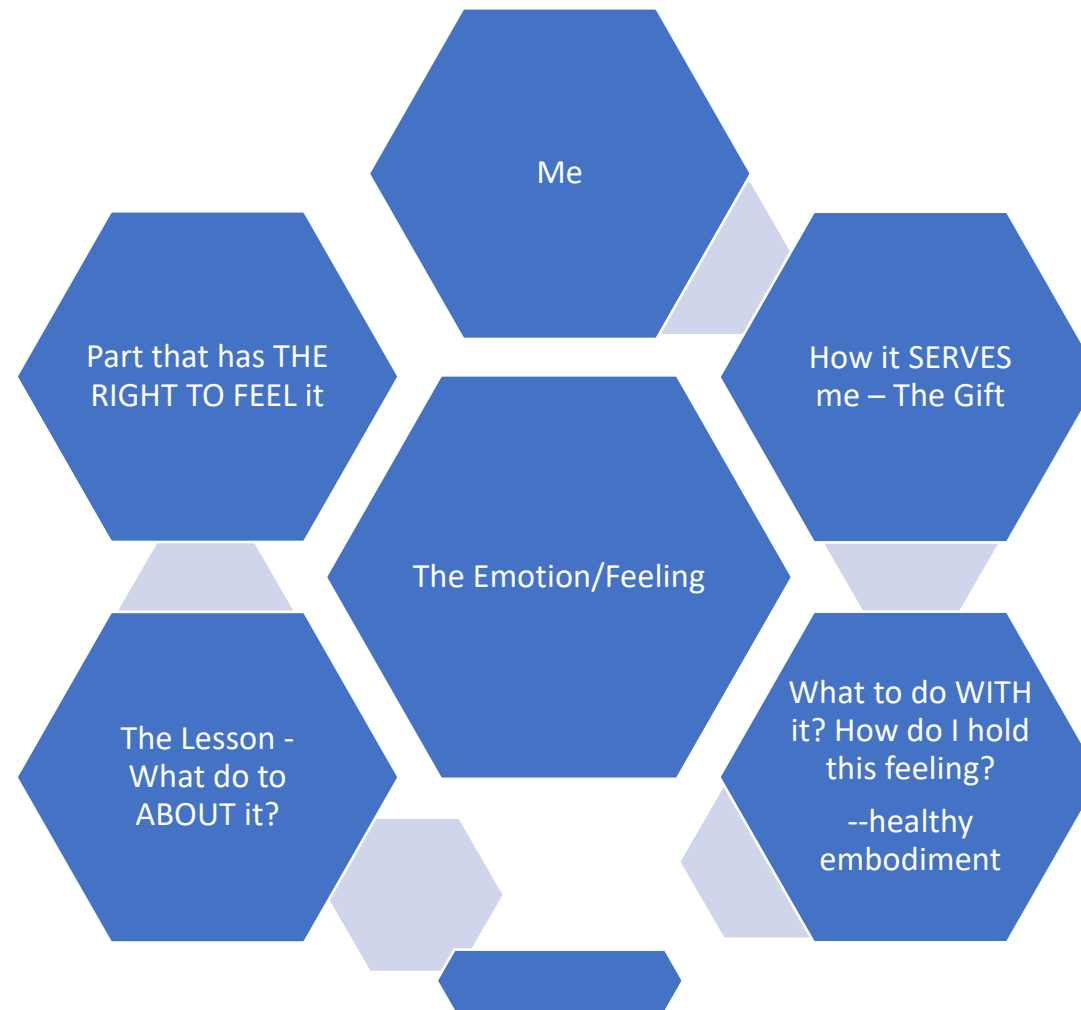 Me
Part that has THE
RIGHT TO FEEL it
How it SERVES
me – The Gift
The Emotion/Feeling
The Lesson -
What do to
ABOUT it?
What to do WITH
it? How do I hold
this feeling?
--healthy
embodiment